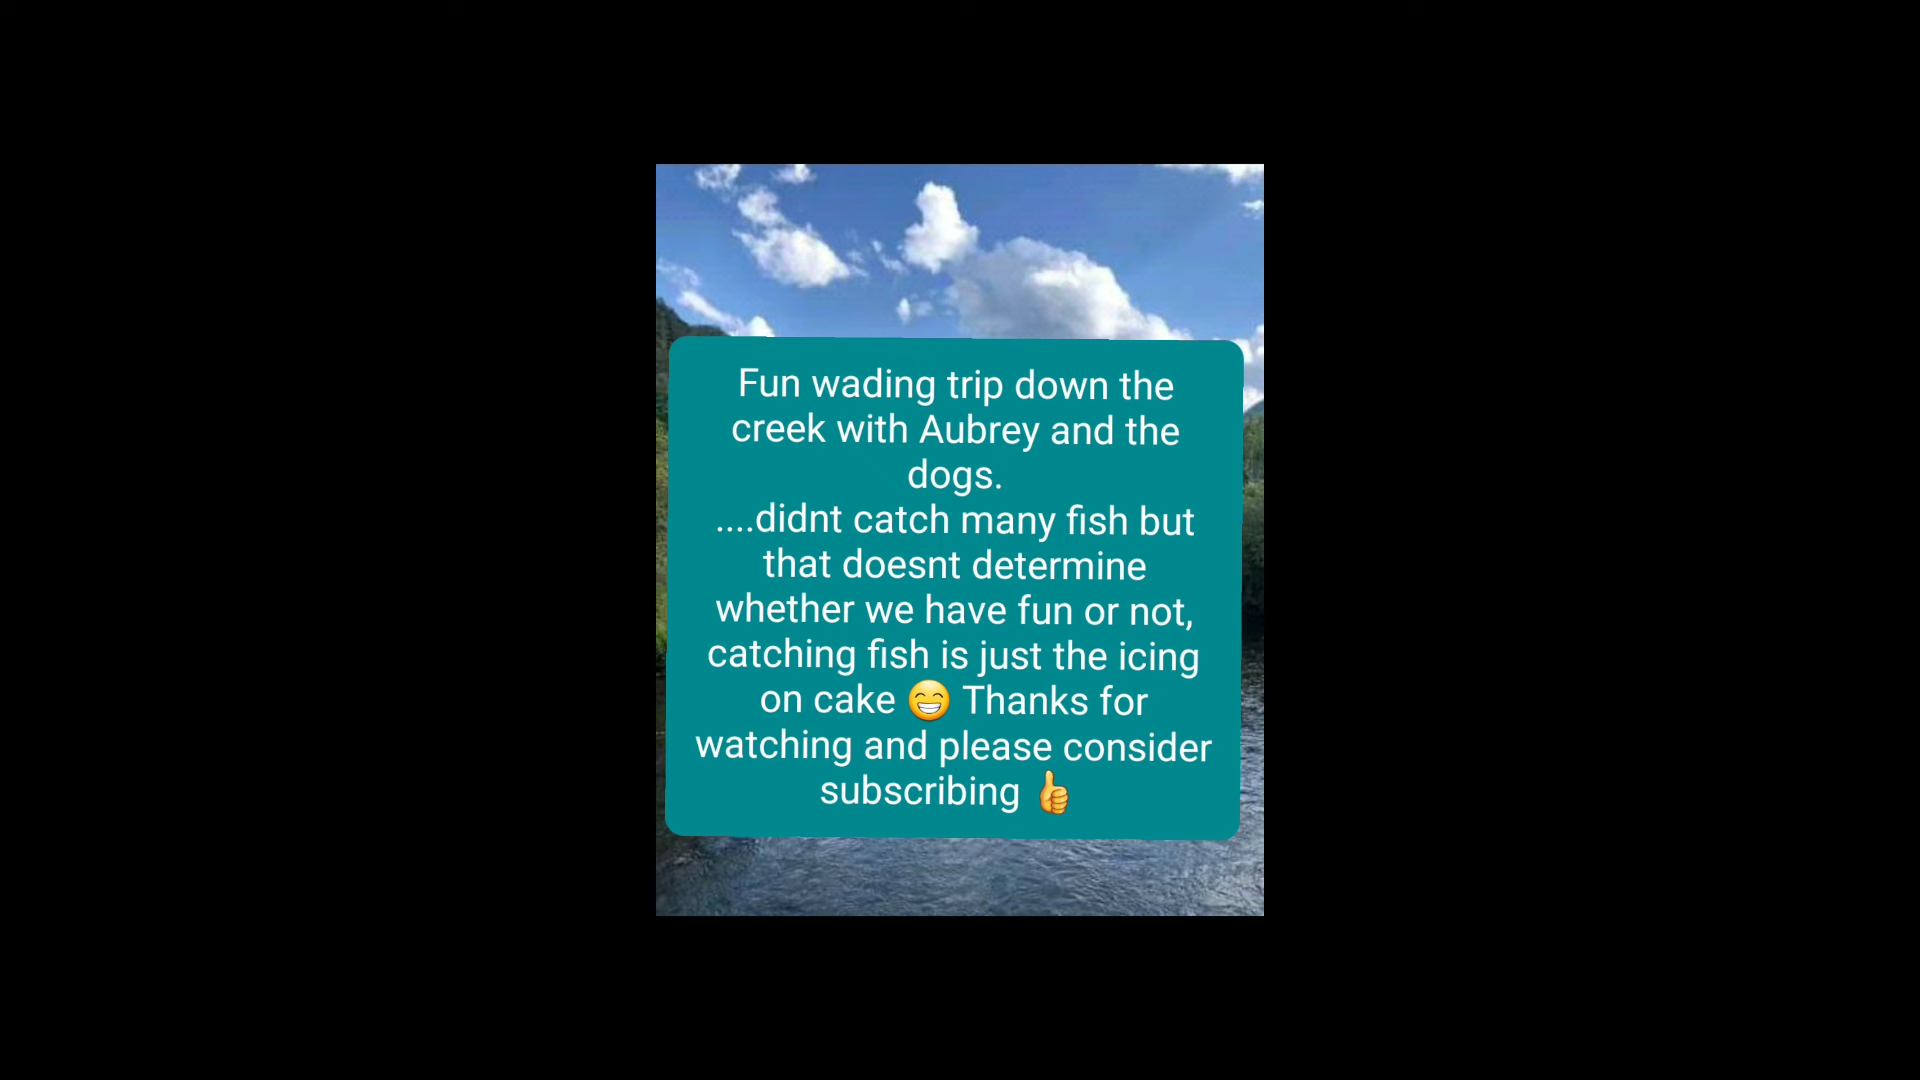 Fun wading trip down the
creek with Aubrey and the
dogs.
....didnt catch many fish but
that doesnt determine
whether we have fun or not,
catching fish is just the icing
on cake 😁 Thanks for
watching and please consider
subscribing 👍